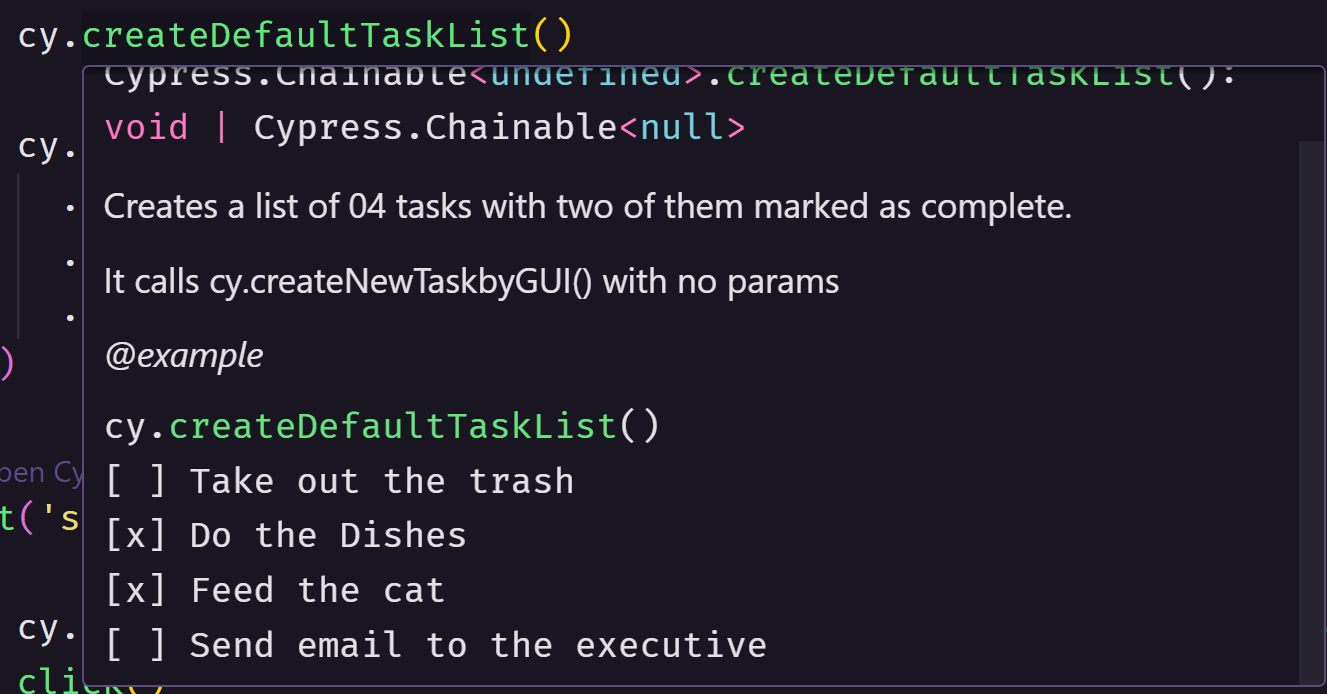 cy.createDefaultTaskList()
Cypress.Chainable<undefined>.createDefaultTaskList():
void | Cypress.Chainable<null>
cy.
.
Creates a list of 04 tasks with two of them marked as complete.
.
It calls cy.createNewTaskbyGUI() with no params
.
)
@example
cy.createDefaultTaskList()
pen Cy
[ ] Take out the trash
t('s
[x] Do the Dishes
[x] Feed the cat
cy.
[ ] Send email to the executive
click()